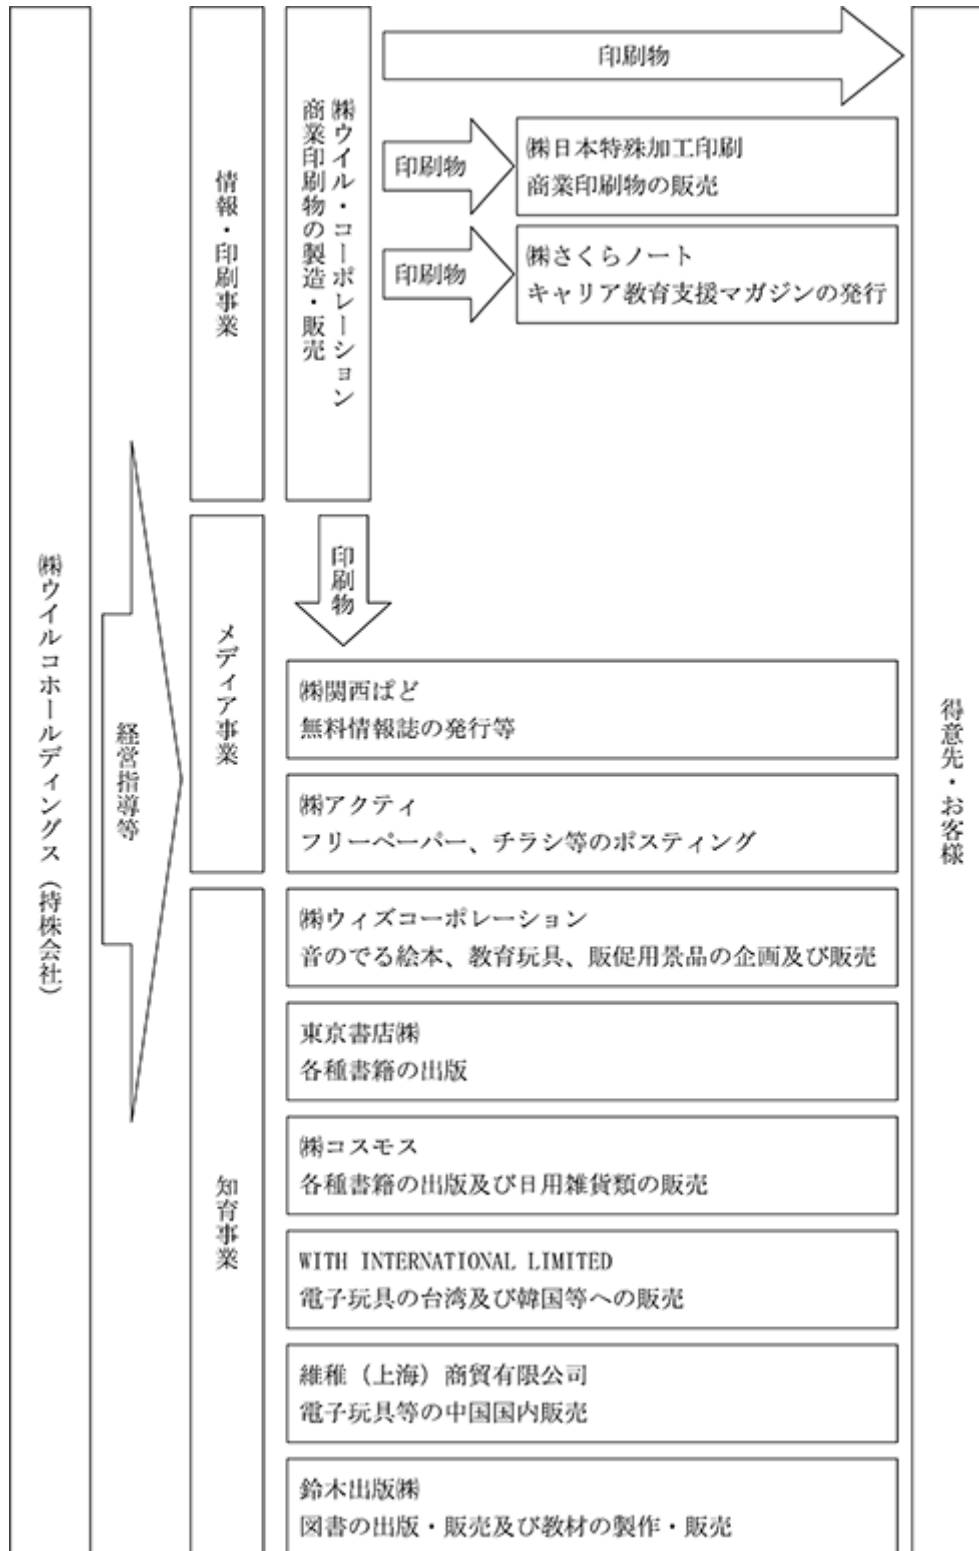 ㈱ウイルコホールディングス（持株会社）
経営指導等
情報・印刷事業
㈱ウイル・コーポレーション
商業印刷物の製造・販売
印刷物
印刷物
㈱日本特殊加工印刷
商業印刷物の販売
印刷物
㈱さくらノート
キャリア教育支援マガジンの発行
メディア事業
印刷物
㈱関西ぱど
無料情報誌の発行等
㈱アクティ
フリーペーパー、チラシ等のポスティング
知育事業
㈱ウィズコーポレーション
音のでる絵本、教育玩具、販促用景品の企画及び販売
東京書店㈱
各種書籍の出版
㈱コスモス
各種書籍の出版及び日用雑貨類の販売
WITH INTERNATIONAL LIMITED
電子玩具の台湾及び韓国等への販売
維稚（上海）商貿有限公司
電子玩具等の中国国内販売
鈴木出版㈱
図書の出版・販売及び教材の製作・販売
得意先・お客様